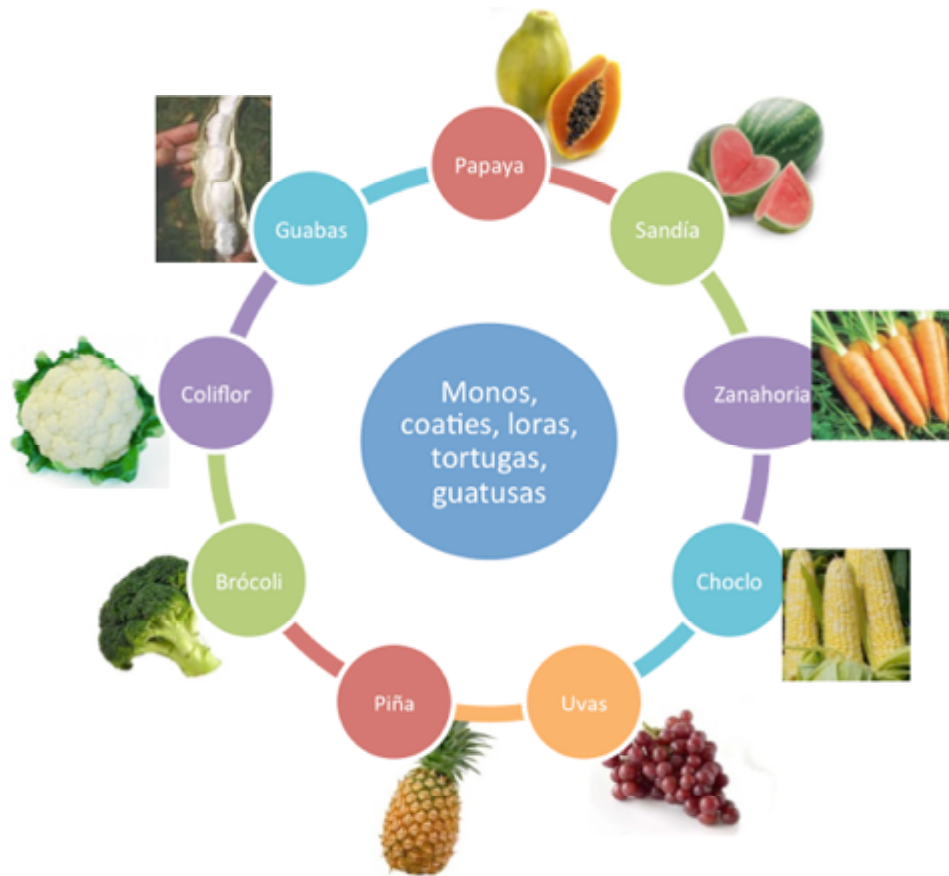 Papaya
Sandía
Zanahoria
Choclo
Uvas
Piña
Brócoli
Coliflor
Guabas
Monos,
coaties, loras,
tortugas,
guatusas